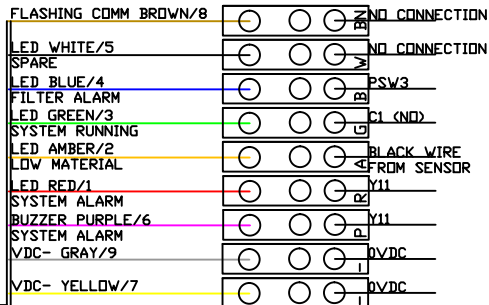 FLASHING COMM BROWN/8 BN NO CONNECTION
LED WHITE/5 W NO CONNECTION
SPARE
LED BLUE/4 B PSW3
FILTER ALARM
LED GREEN/3 G C1 (NO)
SYSTEM RUNNING
LED AMBER/2 A BLACK WIRE
LOW MATERIAL FROM SENSOR
LED RED/1 R Y11
SYSTEM ALARM
BUZZER PURPLE/6 P Y11
SYSTEM ALARM
VDC- GRAY/9 - 0VDC
VDC- YELLOW/7 - 0VDC